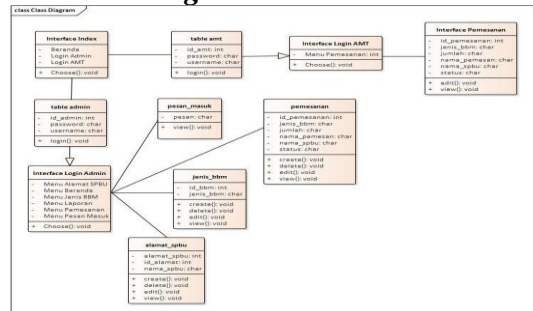 class Class Diagram
Interface Index
- Beranda
- Login Admin
- Login AMT
+ Choose(): void
table amt
- id_amt: int
- password: char
- username: char
+ login(): void
Interface Login AMT
- Menu Pemesanan: int
+ Choose(): void
Interface Pemesanan
- id_pemesanan: int
- jenis_bbm: char
- jumlah: char
- nama_pemesan: char
- nama_spbu: char
- status: char
+ edit(): void
+ view(): void
table admin
- id_admin: int
- password: char
- username: char
+ login(): void
pesan_masuk
- pesan: char
+ view(): void
pemesanan
- id_pemesanan: int
- jenis_bbm: char
- jumlah: char
- nama_pemesan: char
- nama_spbu: char
- status: char
+ create(): void
+ delete(): void
+ edit(): void
+ view(): void
Interface Login Admin
- Menu Alamat SPBU
- Menu Beranda
- Menu Jenis BBM
- Menu Laporan
- Menu Pemesanan
- Menu Pesan Masuk
+ Choose(): void
jenis_bbm
- id_bbm: int
- jenis_bbm: char
+ create(): void
+ delete(): void
+ edit(): void
+ view(): void
alamat_spbu
- alamat_spbu: int
- id_alamat: int
- nama_spbu: char
+ create(): void
+ delete(): void
+ edit(): void
+ view(): void